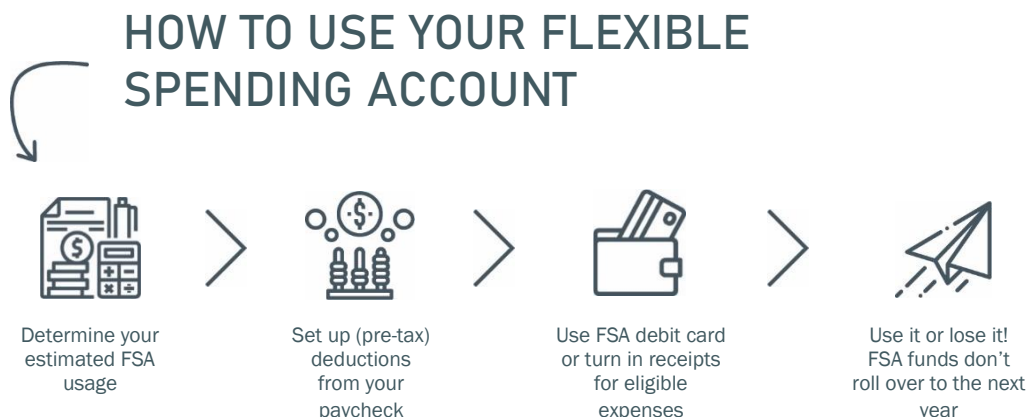 HOW TO USE YOUR FLEXIBLE
SPENDING ACCOUNT
Determine your
estimated FSA
usage
Set up (pre-tax)
deductions
from your
paycheck
Use FSA debit card
or turn in receipts
for eligible
expenses
Use it or lose it!
FSA funds don't
roll over to the next
year